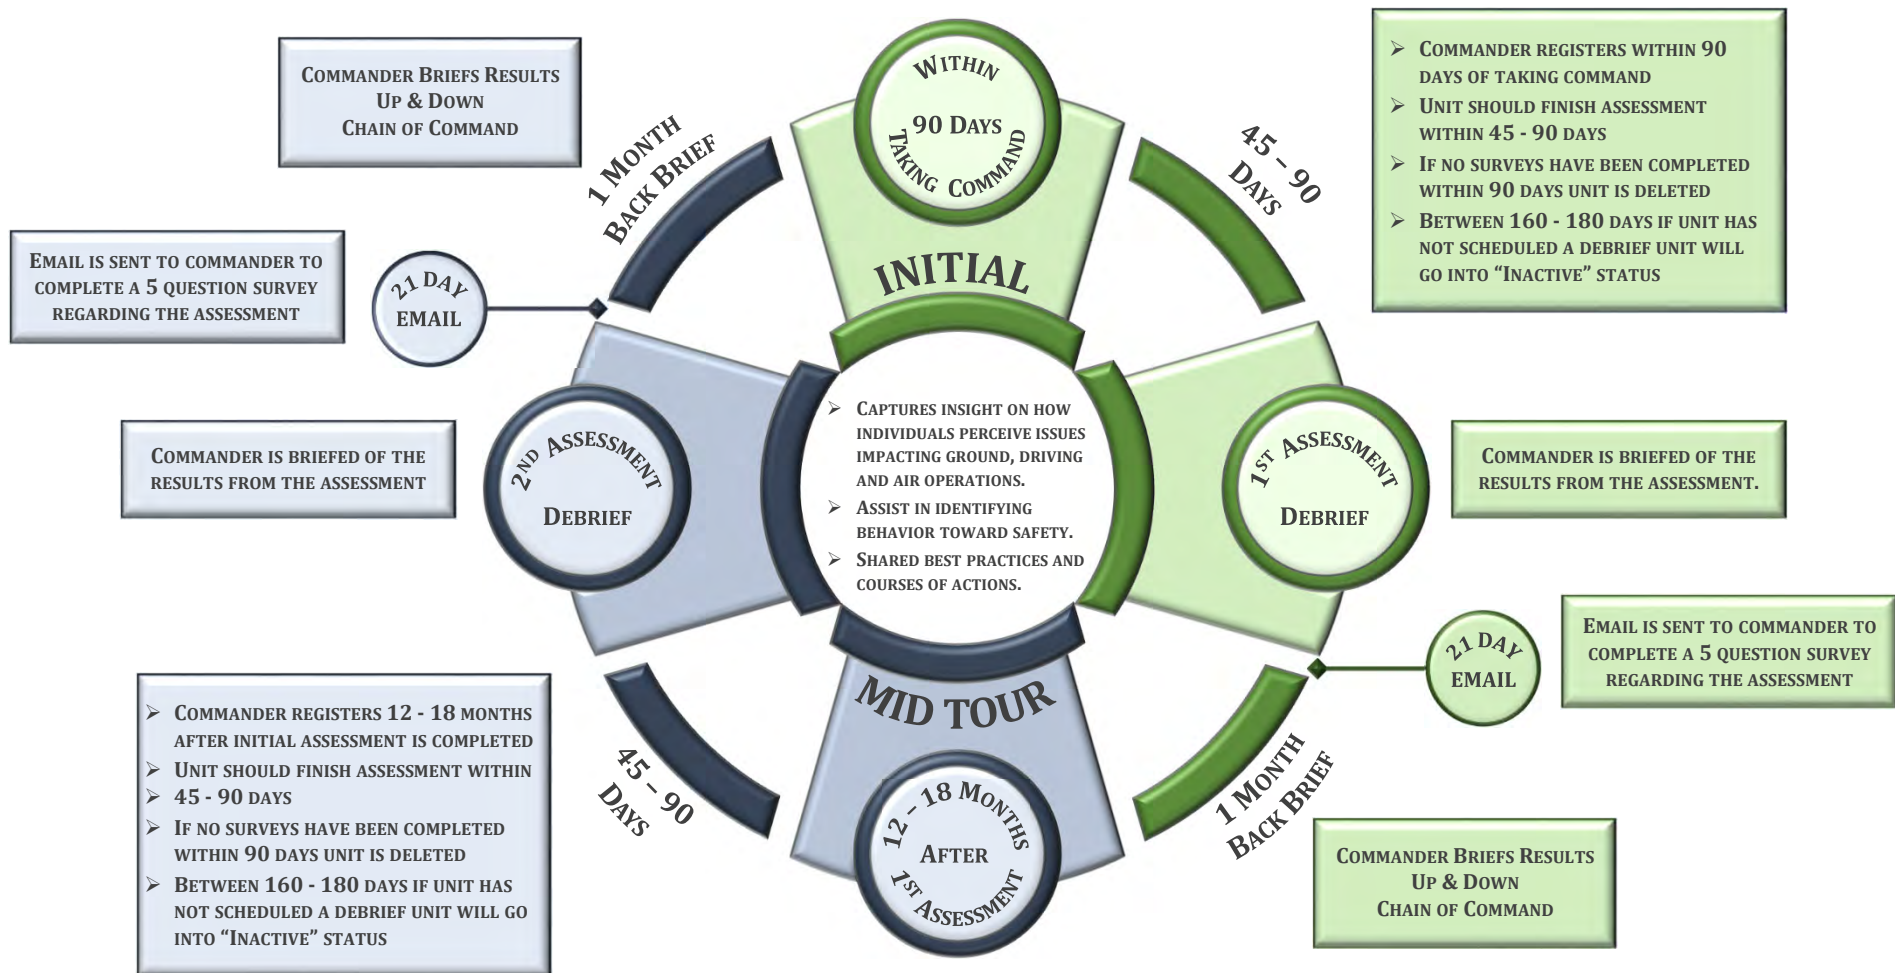 WITHIN
90 DAYS
TAKING COMMAND
INITIAL
45 – 90
DAYS
➢ COMMANDER REGISTERS WITHIN 90
DAYS OF TAKING COMMAND
➢ UNIT SHOULD FINISH ASSESSMENT
WITHIN 45 - 90 DAYS
➢ IF NO SURVEYS HAVE BEEN COMPLETED
WITHIN 90 DAYS UNIT IS DELETED
➢ BETWEEN 160 - 180 DAYS IF UNIT HAS
NOT SCHEDULED A DEBRIEF UNIT WILL
GO INTO “INACTIVE” STATUS
1ST ASSESSMENT
DEBRIEF
COMMANDER IS BRIEFED OF THE
RESULTS FROM THE ASSESSMENT.
21 DAY
EMAIL
EMAIL IS SENT TO COMMANDER TO
COMPLETE A 5 QUESTION SURVEY
REGARDING THE ASSESSMENT
1 MONTH
BACK BRIEF
COMMANDER BRIEFS RESULTS
UP & DOWN
CHAIN OF COMMAND
MID TOUR
12 – 18 MONTHS
AFTER
1ST ASSESSMENT
45 – 90
DAYS
➢ COMMANDER REGISTERS 12 - 18 MONTHS
AFTER INITIAL ASSESSMENT IS COMPLETED
➢ UNIT SHOULD FINISH ASSESSMENT WITHIN
➢ 45 - 90 DAYS
➢ IF NO SURVEYS HAVE BEEN COMPLETED
WITHIN 90 DAYS UNIT IS DELETED
➢ BETWEEN 160 - 180 DAYS IF UNIT HAS
NOT SCHEDULED A DEBRIEF UNIT WILL GO
INTO “INACTIVE” STATUS
2ND ASSESSMENT
DEBRIEF
COMMANDER IS BRIEFED OF THE
RESULTS FROM THE ASSESSMENT
21 DAY
EMAIL
EMAIL IS SENT TO COMMANDER TO
COMPLETE A 5 QUESTION SURVEY
REGARDING THE ASSESSMENT
1 MONTH
BACK BRIEF
COMMANDER BRIEFS RESULTS
UP & DOWN
CHAIN OF COMMAND
➢ CAPTURES INSIGHT ON HOW
INDIVIDUALS PERCEIVE ISSUES
IMPACTING GROUND, DRIVING
AND AIR OPERATIONS.
➢ ASSIST IN IDENTIFYING
BEHAVIOR TOWARD SAFETY.
➢ SHARED BEST PRACTICES AND
COURSES OF ACTIONS.